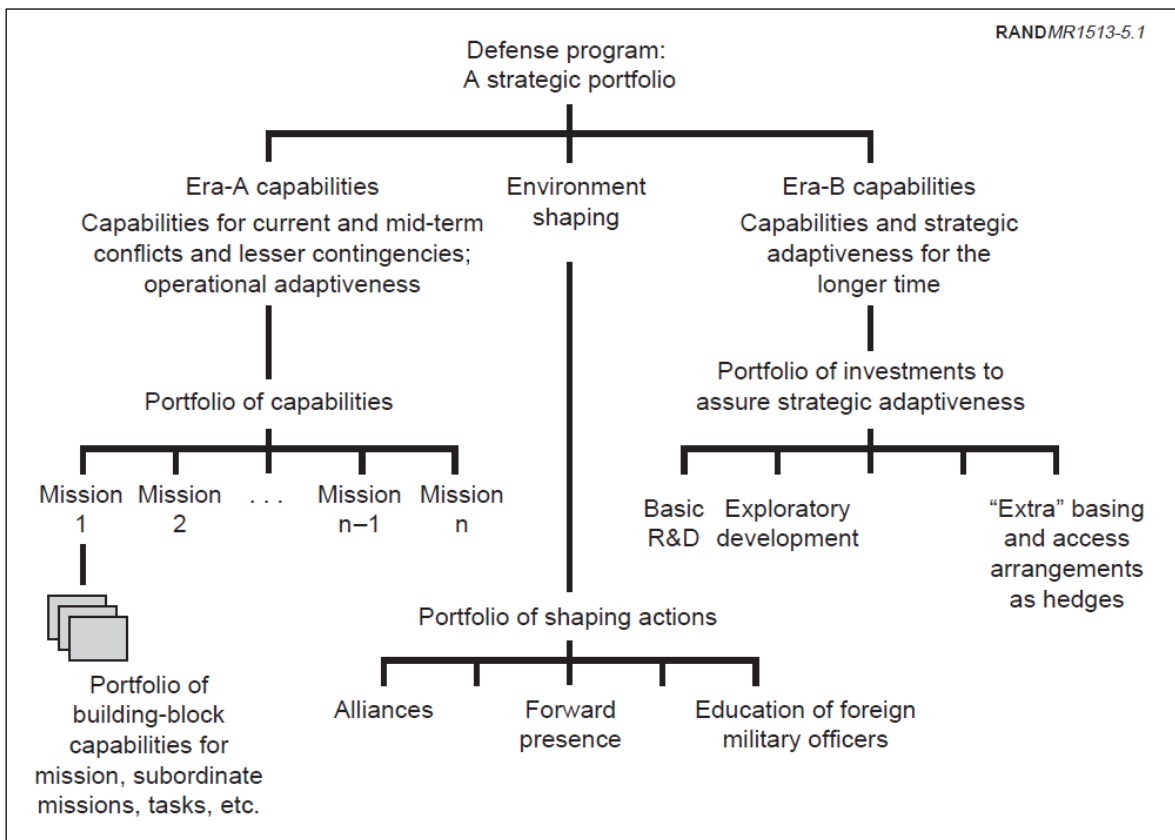 RANDMR1513-5.1
Defense program:
A strategic portfolio
Era-A capabilities
Capabilities for current and mid-term
conflicts and lesser contingencies;
operational adaptiveness
Environment
shaping
Era-B capabilities
Capabilities and strategic
adaptiveness for the
longer time
Portfolio of capabilities
Portfolio of investments to
assure strategic adaptiveness
Mission
1
Mission
2
. . .
Mission
n–1
Mission
n
Basic
R&D
Exploratory
development
“Extra” basing
and access
arrangements
as hedges
Portfolio of shaping actions
Portfolio of
building-block
capabilities for
mission, subordinate
missions, tasks, etc.
Alliances
Forward
presence
Education of foreign
military officers